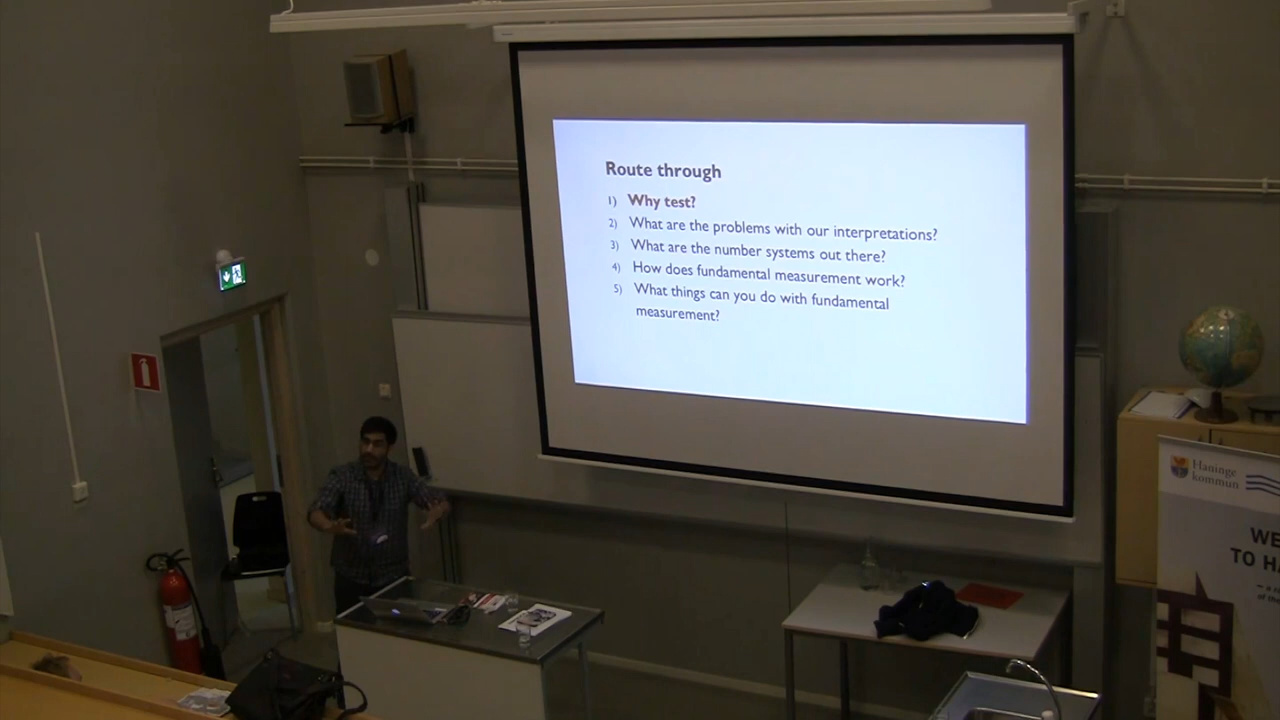 Route through
1) Why test?
2) What are the problems with our interpretations?
3) What are the number systems out there?
4) How does fundamental measurement work?
5) What things can you do with fundamental
measurement?
Haninge
kommun
WE
TO HA